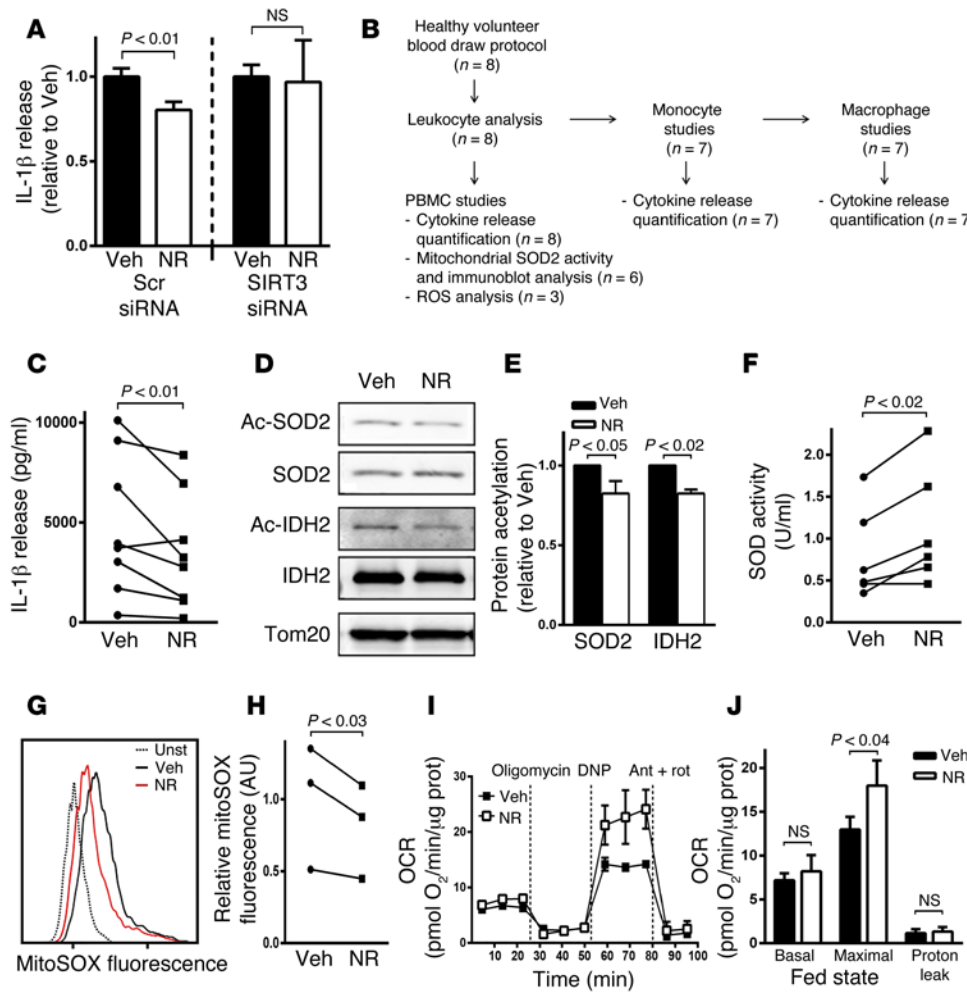 A
P < 0.01
NS
IL-1β release
(relative to Veh)
1.0
0.5
0.0
Veh NR
Scr
siRNA
Veh NR
SIRT3
siRNA
B
Healthy volunteer
blood draw protocol
(n = 8)
Leukocyte analysis
(n = 8)
Monocyte
studies
(n = 7)
Macrophage
studies
(n = 7)
PBMC studies
- Cytokine release
quantification (n = 8)
- Mitochondrial SOD2 activity
and immunoblot analysis (n = 6)
- ROS analysis (n = 3)
- Cytokine release
quantification (n = 7)
- Cytokine release
quantification (n = 7
C
P < 0.01
IL-1β release (pg/ml)
10000
5000
0
Veh NR
D
Veh NR
Ac-SOD2
SOD2
Ac-IDH2
IDH2
Tom20
E
Veh
NR
P < 0.05 P < 0.02
Protein acetylation
(relative to Veh)
1.0
0.5
0.0
SOD2 IDH2
F
P < 0.02
SOD activity
(U/ml)
2.0
1.5
1.0
0.5
0.0
Veh NR
G
Unst
Veh
NR
MitoSOX fluorescence
H
P < 0.03
Relative mitoSOX
fluorescence (AU)
1.0
0.5
0.0
Veh NR
I
Oligomycin DNP Ant + rot
Veh
NR
OCR
(pmol O2/min/µg prot)
30
20
10
0
0 10 20 30 40 50 60 70 80 90 100
Time (min)
J
Veh
NR
P < 0.04
NS
NS
OCR
(pmol O2/min/µg prot)
20
15
10
5
0
Basal Maximal Proton
leak
Fed state